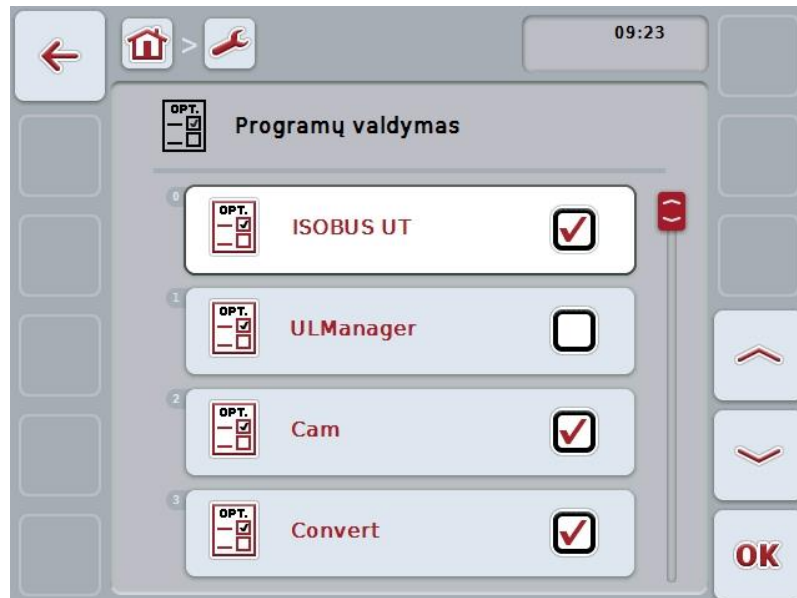 09:23
OPT.
Programų valdymas
0
OPT.
ISOBUS UT
1
OPT.
ULManager
2
OPT.
Cam
3
OPT.
Convert
OK